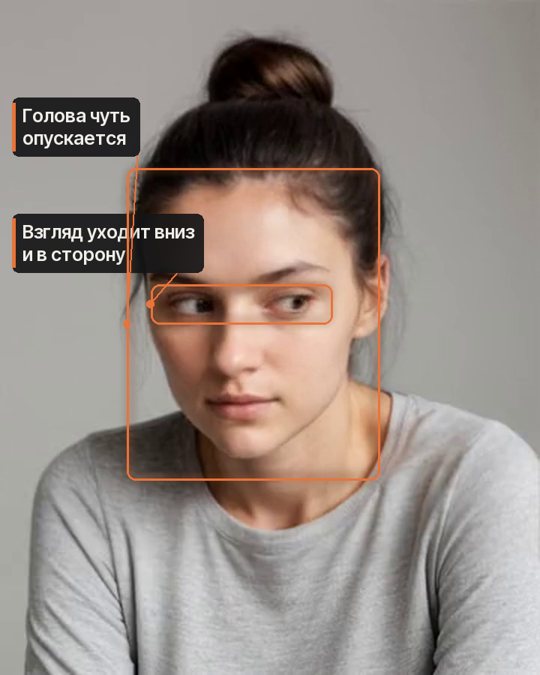 Голова чуть
опускается
Взгляд уходит вниз
и в сторону